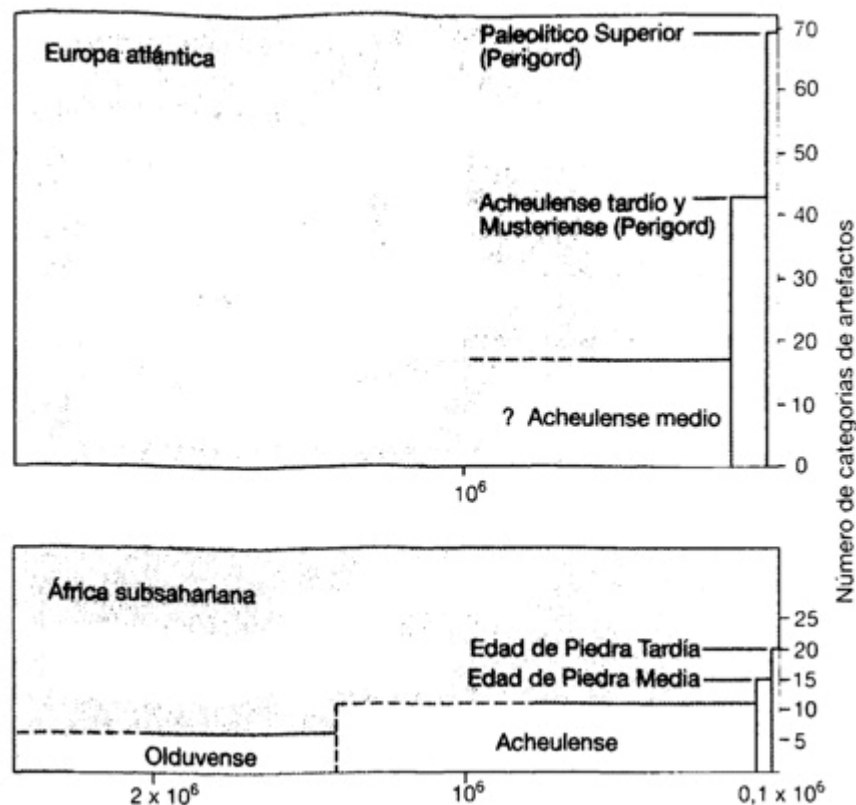 Europa atlántica
Paleolítico Superior
(Perigord)
Acheulense tardío y
Musteriense (Perigord)
? Acheulense medio
70
60
50
40
30
20
10
0
10⁶
Número de categorias de artefactos
África subsahariana
Edad de Piedra Tardía
Edad de Piedra Media
Olduvense
Acheulense
25
20
15
10
5
2 x 10⁶
10⁶
0,1 x 10⁶